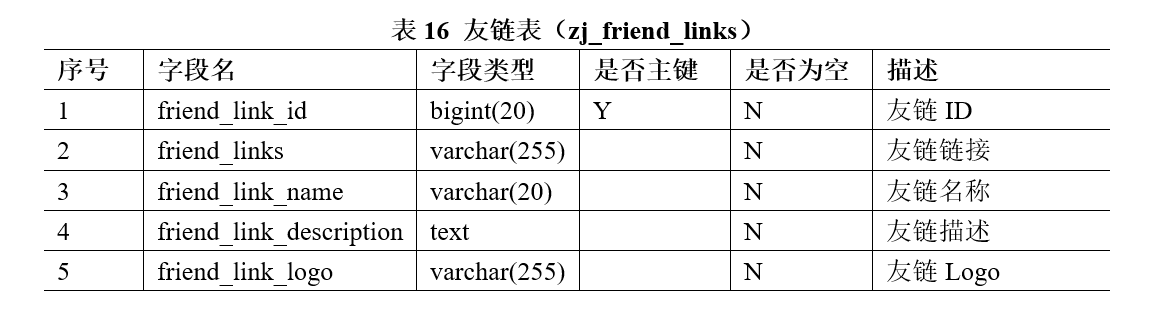 表 16 友链表（zj_friend_links）
序号 字段名 字段类型 是否主键 是否为空 描述
1 friend_link_id bigint(20) Y N 友链 ID
2 friend_links varchar(255) N 友链链接
3 friend_link_name varchar(20) N 友链名称
4 friend_link_description text N 友链描述
5 friend_link_logo varchar(255) N 友链 Logo